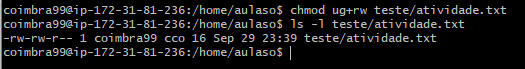 coimbra99@ip-172-31-81-236:/home/aulaso$ chmod ug+rw teste/atividade.txt
coimbra99@ip-172-31-81-236:/home/aulaso$ ls -l teste/atividade.txt
-rw-rw-r-- 1 coimbra99 cco 16 Sep 29 23:39 teste/atividade.txt
coimbra99@ip-172-31-81-236:/home/aulaso$